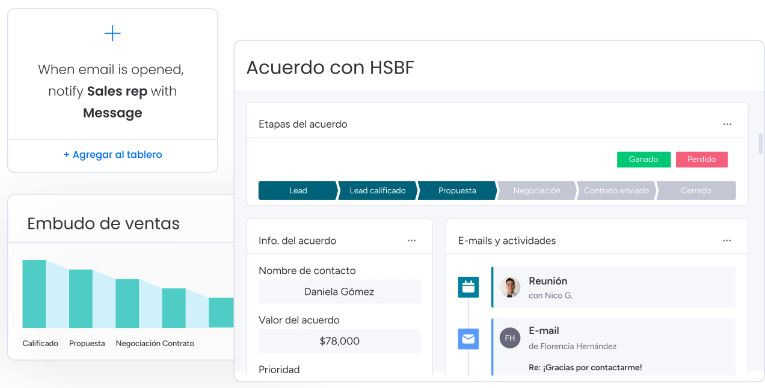 When email is opened,
notify Sales rep with
Message
+ Agregar al tablero
Embudo de ventas
Calificado Propuesta Negociación Contrato
Acuerdo con HSBF
Etapas del acuerdo
Ganado Perdido
Lead Lead calificado Propuesta Negociación Contrato enviado Cerrado
Info. del acuerdo
Nombre de contacto
Daniela Gómez
Valor del acuerdo
$78,000
Prioridad
E-mails y actividades
Reunión
con Nico G.
FH
E-mail
de Florencia Hernández
Re: ¡Gracias por contactarme!